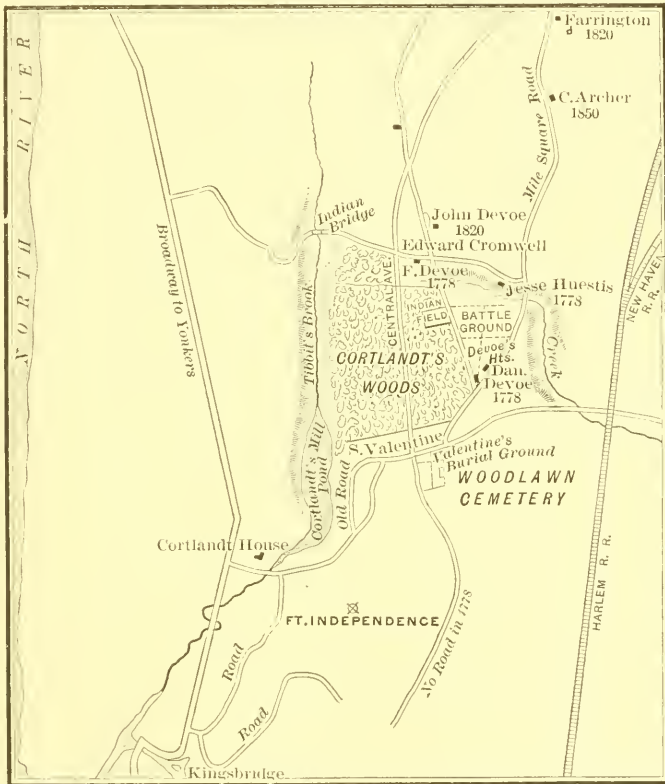 NORTH RIVER
Farrington
1820
C. Archer
1850
Mile Square Road
Broadway to Yonkers
Indian
Bridge
John Devoe
1820
Edward Cromwell
F. Devoe
1778
Jesse Huestis
1778
NEW HAVEN
R. R.
CENTRAL AVE.
INDIAN
FIELD
BATTLE
GROUND
Tibbit's Brook
CORTLANDT'S
WOODS
Devoe's
Hts.
Dan.
Devoe
1778
Creek
S. Valentine
Valentine's
Burial Ground
Cortlandt's Mill
Pond
Old Road
WOODLAWN
CEMETERY
Cortlandt House
HARLEM R. R.
FT. INDEPENDENCE
No Road in 1778
Road
Road
Kingsbridge